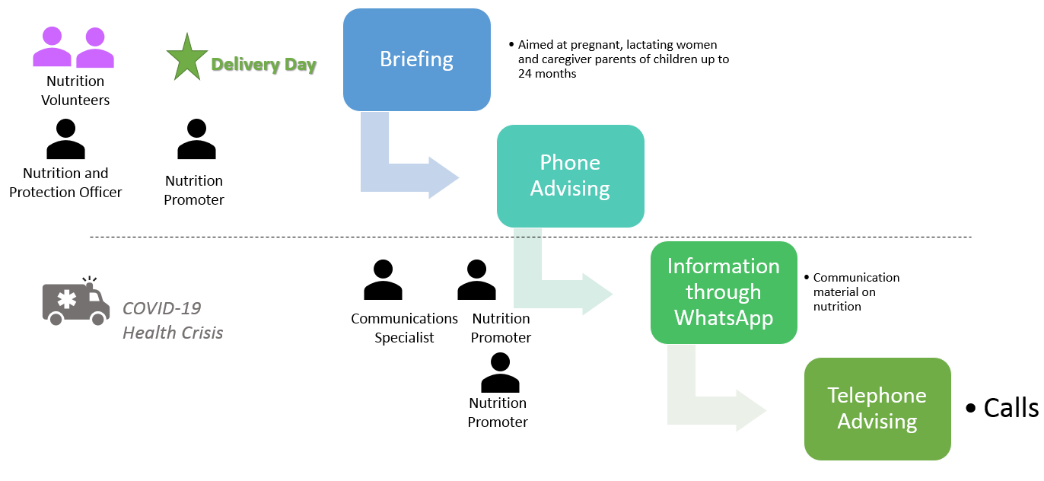 Nutrition
Volunteers
Delivery Day
Briefing
• Aimed at pregnant, lactating women
and caregiver parents of children up to
24 months
Nutrition and
Protection Officer
Nutrition
Promoter
Phone
Advising
COVID-19
Health Crisis
Communications
Specialist
Nutrition
Promoter
Nutrition
Promoter
Information
through
WhatsApp
• Communication
material on
nutrition
Telephone
Advising
• Calls